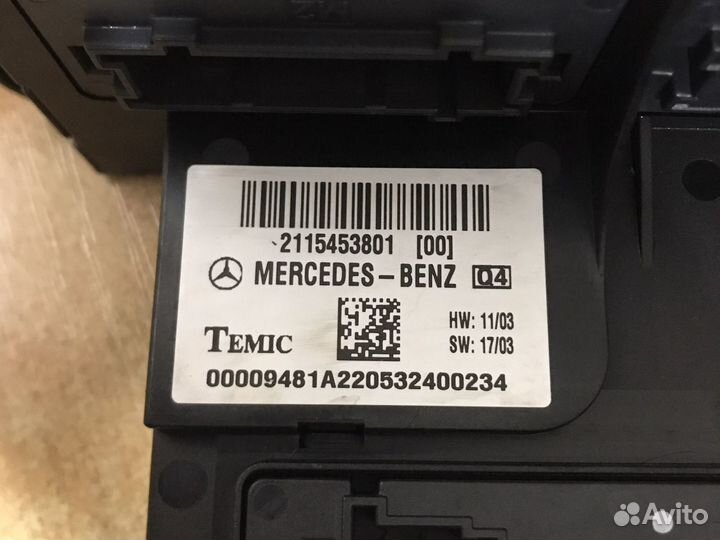 2115453801 [00]
MERCEDES-BENZ Q4
HW: 11/03
TEMIC
SW: 17/03
00009481A220532400234
Avito